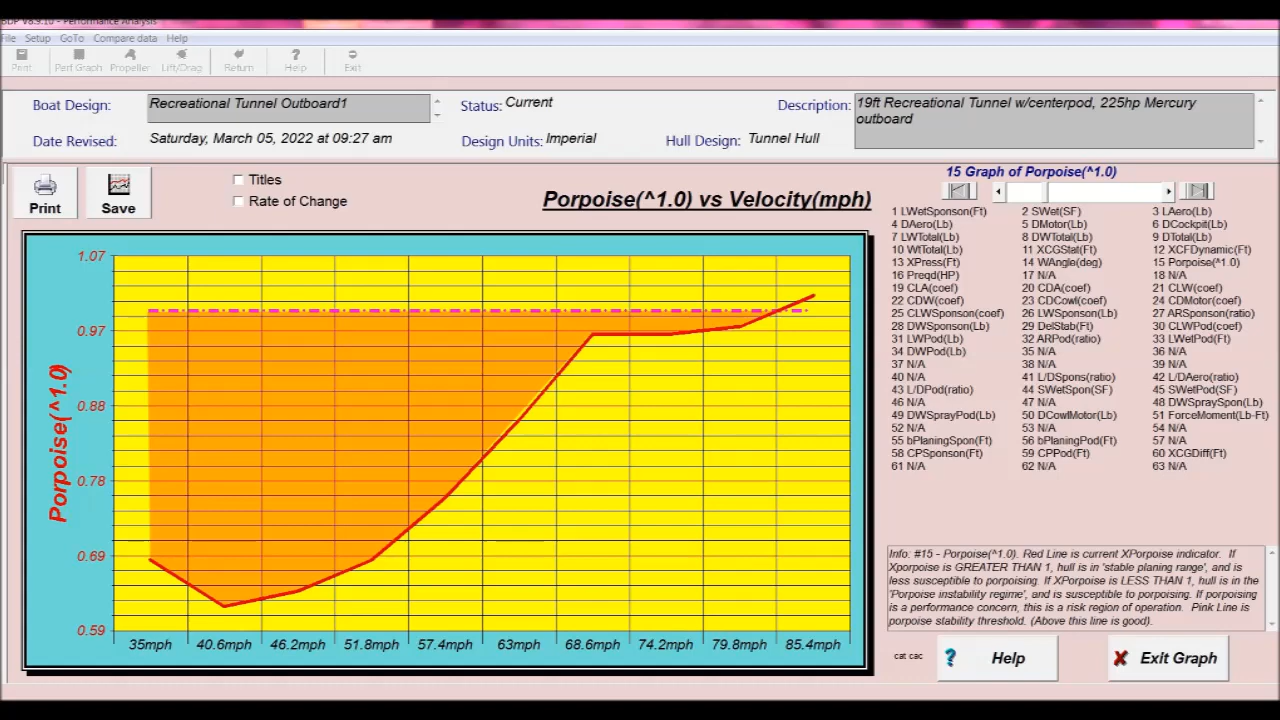 BDP V8.9.10 - Performance Analysis
File Setup GoTo Compare data Help
Print Perf Graph Propeller Lift/Drag Return Help Exit
Boat Design: Recreational Tunnel Outboard1 Status: Current Description: 19ft Recreational Tunnel w/centerpod, 225hp Mercury
outboard
Date Revised: Saturday, March 05, 2022 at 09:27 am Design Units: Imperial Hull Design: Tunnel Hull
Print Save
Titles
Rate of Change
Porpoise(^1.0) vs Velocity(mph)
1.07
0.97
0.88
0.78
0.69
0.59
Porpoise(^1.0)
35mph 40.6mph 46.2mph 51.8mph 57.4mph 63mph 68.6mph 74.2mph 79.8mph 85.4mph
15 Graph of Porpoise(^1.0)
1 LWetSponson(Ft) 2 SWet(SF) 3 LAero(Lb)
4 DAero(Lb) 5 DMotor(Lb) 6 DCockpit(Lb)
7 LWTotal(Lb) 8 DWTotal(Lb) 9 DTotal(Lb)
10 WtTotal(Lb) 11 XCGStat(Ft) 12 XCFDynamic(Ft)
13 XPress(Ft) 14 WAngle(deg) 15 Porpoise(^1.0)
16 Preqd(HP) 17 N/A 18 N/A
19 CLA(coef) 20 CDA(coef) 21 CLW(coef)
22 CDW(coef) 23 CDCowl(coef) 24 CDMotor(coef)
25 CLWSponson(coef) 26 LWSponson(Lb) 27 ARSponson(ratio)
28 DWSponson(Lb) 29 DelStab(Ft) 30 CLWPod(coef)
31 LWPod(Lb) 32 ARPod(ratio) 33 LWetPod(Ft)
34 DWPod(Lb) 35 N/A 36 N/A
37 N/A 38 N/A 39 N/A
40 N/A 41 L/DSpons(ratio) 42 L/DAero(ratio)
43 L/DPod(ratio) 44 SWetSpon(SF) 45 SWetPod(SF)
46 N/A 47 N/A 48 DWSpraySpon(Lb)
49 DWSprayPod(Lb) 50 DCowlMotor(Lb) 51 ForceMoment(Lb-Ft)
52 N/A 53 N/A 54 N/A
55 bPlaningSpon(Ft) 56 bPlaningPod(Ft) 57 N/A
58 CPSponson(Ft) 59 CPPod(Ft) 60 XCGDiff(Ft)
61 N/A 62 N/A 63 N/A
Info: #15 - Porpoise(^1.0). Red Line is current XPorpoise indicator. If
Xporpoise is GREATER THAN 1, hull is in 'stable planing range', and is
less susceptible to porpoising. If XPorpoise is LESS THAN 1, hull is in the
'Porpoise instability regime', and is susceptible to porpoising. If porpoising
is a performance concern, this is a risk region of operation. Pink Line is
porpoise stability threshold. (Above this line is good).
cat cac ? Help X Exit Graph